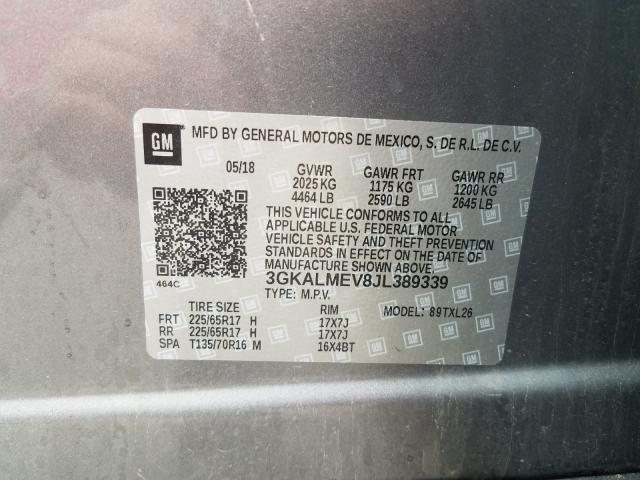 GM MFD BY GENERAL MOTORS DE MEXICO, S. DE R.L. DE C.V.
05/18 GVWR GAWR FRT GAWR RR
2025 KG 1175 KG 1200 KG
4464 LB 2590 LB 2645 LB
THIS VEHICLE CONFORMS TO ALL
APPLICABLE U.S. FEDERAL MOTOR
VEHICLE SAFETY AND THEFT PREVENTION
STANDARDS IN EFFECT ON THE DATE OF
MANUFACTURE SHOWN ABOVE.
464C 3GKALMEV8JL389339
TYPE: M.P.V.
TIRE SIZE RIM MODEL: 89TXL26
FRT 225/65R17 H 17X7J
RR 225/65R17 H 17X7J
SPA T135/70R16 M 16X4BT